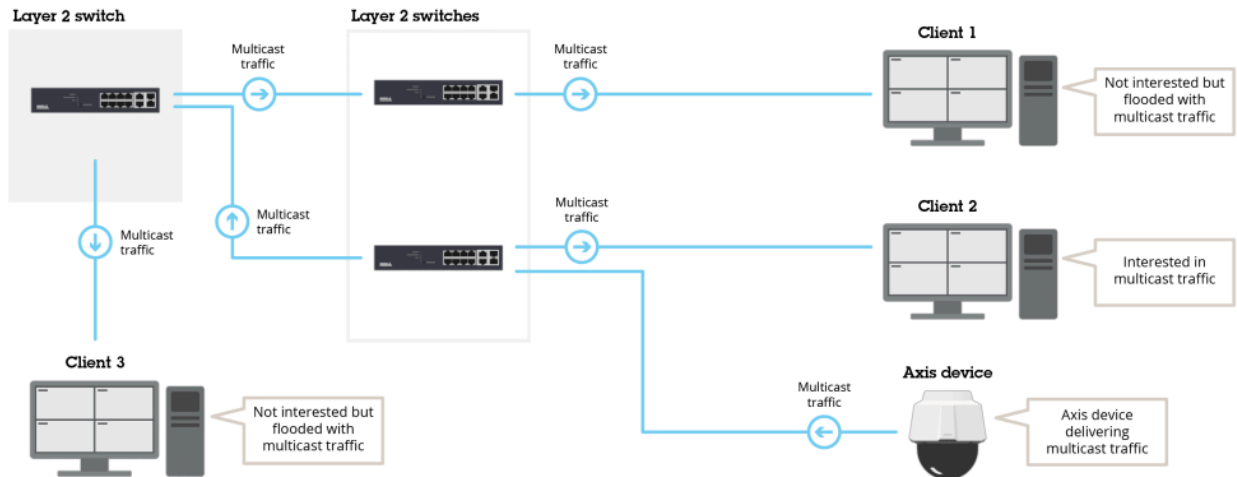 Layer 2 switch
Layer 2 switches
Client 1
Multicast
traffic
Multicast
traffic
Not interested but
flooded with
multicast traffic
Multicast
traffic
Client 2
Multicast
traffic
Multicast
traffic
Interested in
multicast traffic
Client 3
Not interested but
flooded with
multicast traffic
Multicast
traffic
Axis device
Axis device
delivering
multicast traffic